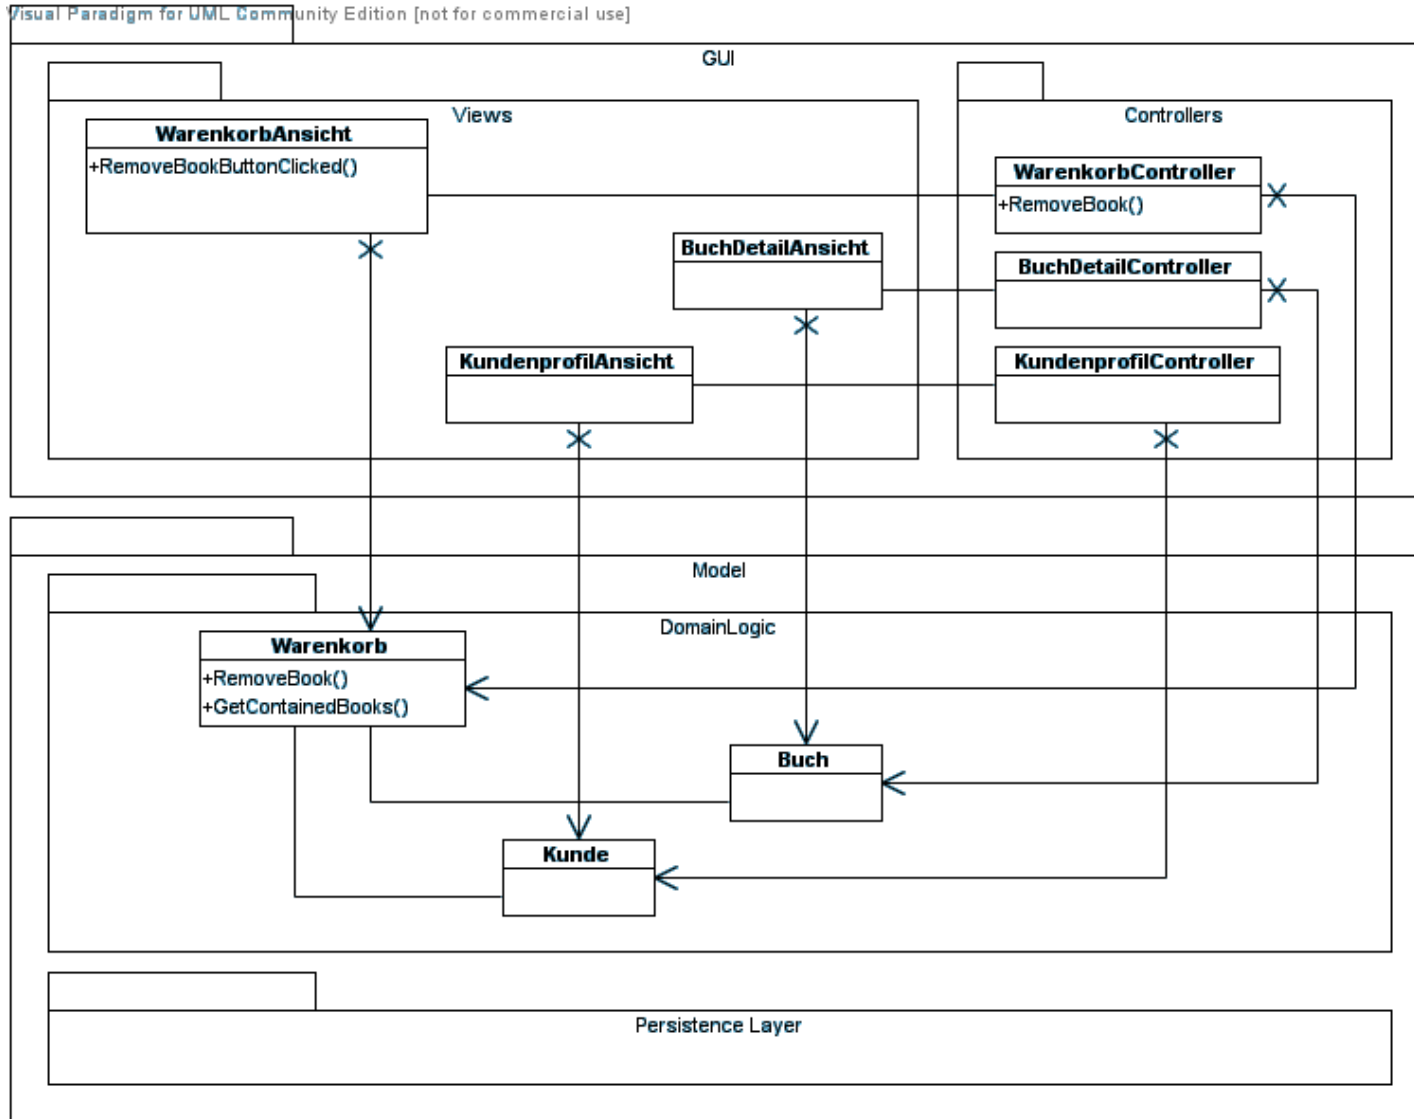 Visual Paradigm for UML Community Edition [not for commercial use]
GUI
Views
Controllers
WarenkorbAnsicht
+RemoveBookButtonClicked()
WarenkorbController
+RemoveBook()
BuchDetailAnsicht
BuchDetailController
KundenprofilAnsicht
KundenprofilController
Model
DomainLogic
Warenkorb
+RemoveBook()
+GetContainedBooks()
Buch
Kunde
Persistence Layer